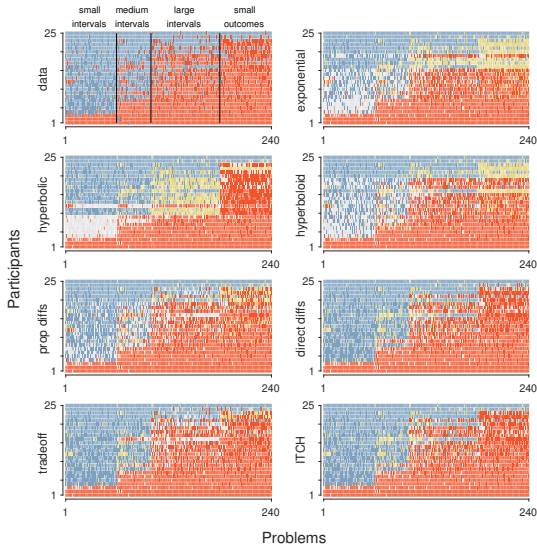 small medium large small
intervals intervals intervals outcomes
25
data
1
1 240
25
exponential
1
1 240
25
hyperbolic
1
1 240
25
hyperboloid
1
1 240
25
prop diffs
1
1 240
25
direct diffs
1
1 240
25
tradeoff
1
1 240
25
ITCH
1
1 240
Participants
Problems